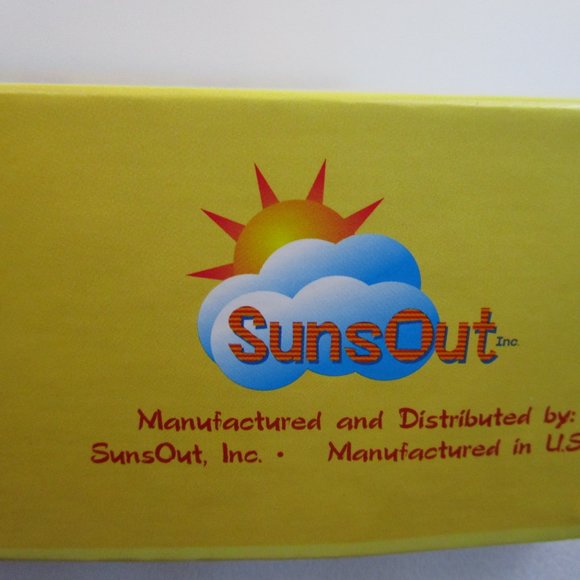 SunsOut Inc.
Manufactured and Distributed by:
SunsOut, Inc. • Manufactured in U.S